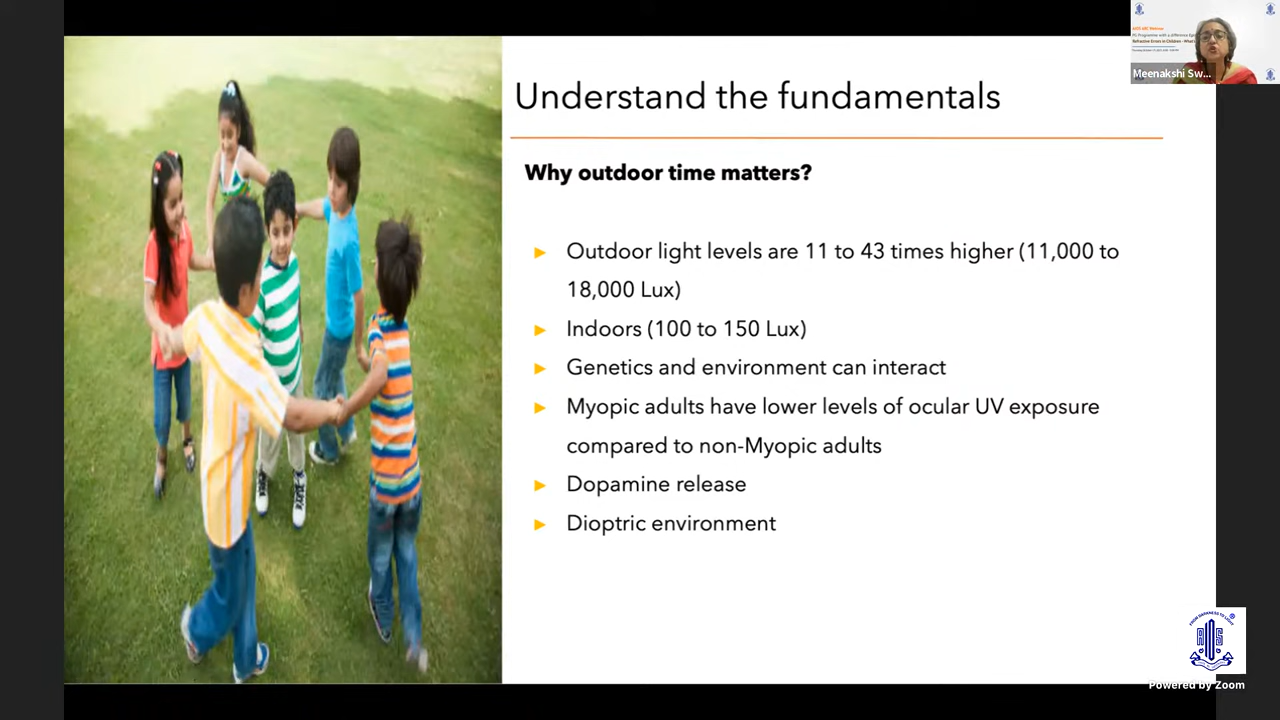 Understand the fundamentals
Why outdoor time matters?
Outdoor light levels are 11 to 43 times higher (11,000 to
18,000 Lux)
Indoors (100 to 150 Lux)
Genetics and environment can interact
Myopic adults have lower levels of ocular UV exposure
compared to non-Myopic adults
Dopamine release
Dioptric environment
Meenakshi Sw...
Powered by Zoom